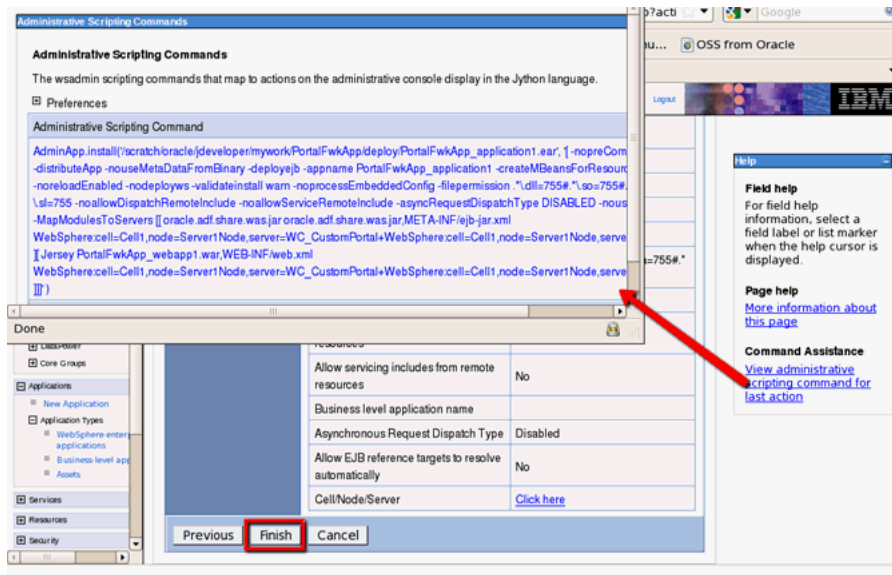 Administrative Scripting Commands
Administrative Scripting Commands
The wsadmin scripting commands that map to actions on the administrative console display in the Jython language.
Preferences
Administrative Scripting Command
AdminApp.install('/scratch/oracle/jdeveloper/mywork/PortalFwkApp/deploy/PortalFwkApp_application1.ear', '[ -nopreCom
-distributeApp -nouseMetaDataFromBinary -deployejb -appname PortalFwkApp_application1 -createMBeansForResourc
-noreloadEnabled -nodeployws -validateinstall warn -noprocessEmbeddedConfig -filepermission .*\.dll=755#.*\.so=755#.
\.sl=755 -noallowDispatchRemoteInclude -noallowServiceRemoteInclude -asyncRequestDispatchType DISABLED -nous
-MapModulesToServers [[ oracle.adf.share.was.jar oracle.adf.share.was.jar,META-INF/ejb-jar.xml
WebSphere:cell=Cell1,node=Server1Node,server=WC_CustomPortal+WebSphere:cell=Cell1,node=Server1Node,serve
][ Jersey PortalFwkApp_webapp1.war,WEB-INF/web.xml
WebSphere:cell=Cell1,node=Server1Node,server=WC_CustomPortal+WebSphere:cell=Cell1,node=Server1Node,serve
]]]' )
Done
b?acti
Google
OSS from Oracle
Logout
IBM
=755#.*
Help
Field help
For field help
information, select a
field label or list marker
when the help cursor is
displayed.
Page help
More information about
this page
Command Assistance
View administrative
scripting command for
last action
DataPower
Core Groups
Applications
New Application
Application Types
WebSphere enter
applications
Business-level app
Assets
Services
Resources
Security
resources
Allow servicing includes from remote
resources
No
Business level application name
Asynchronous Request Dispatch Type
Disabled
Allow EJB reference targets to resolve
automatically
No
Cell/Node/Server
Click here
Previous
Finish
Cancel